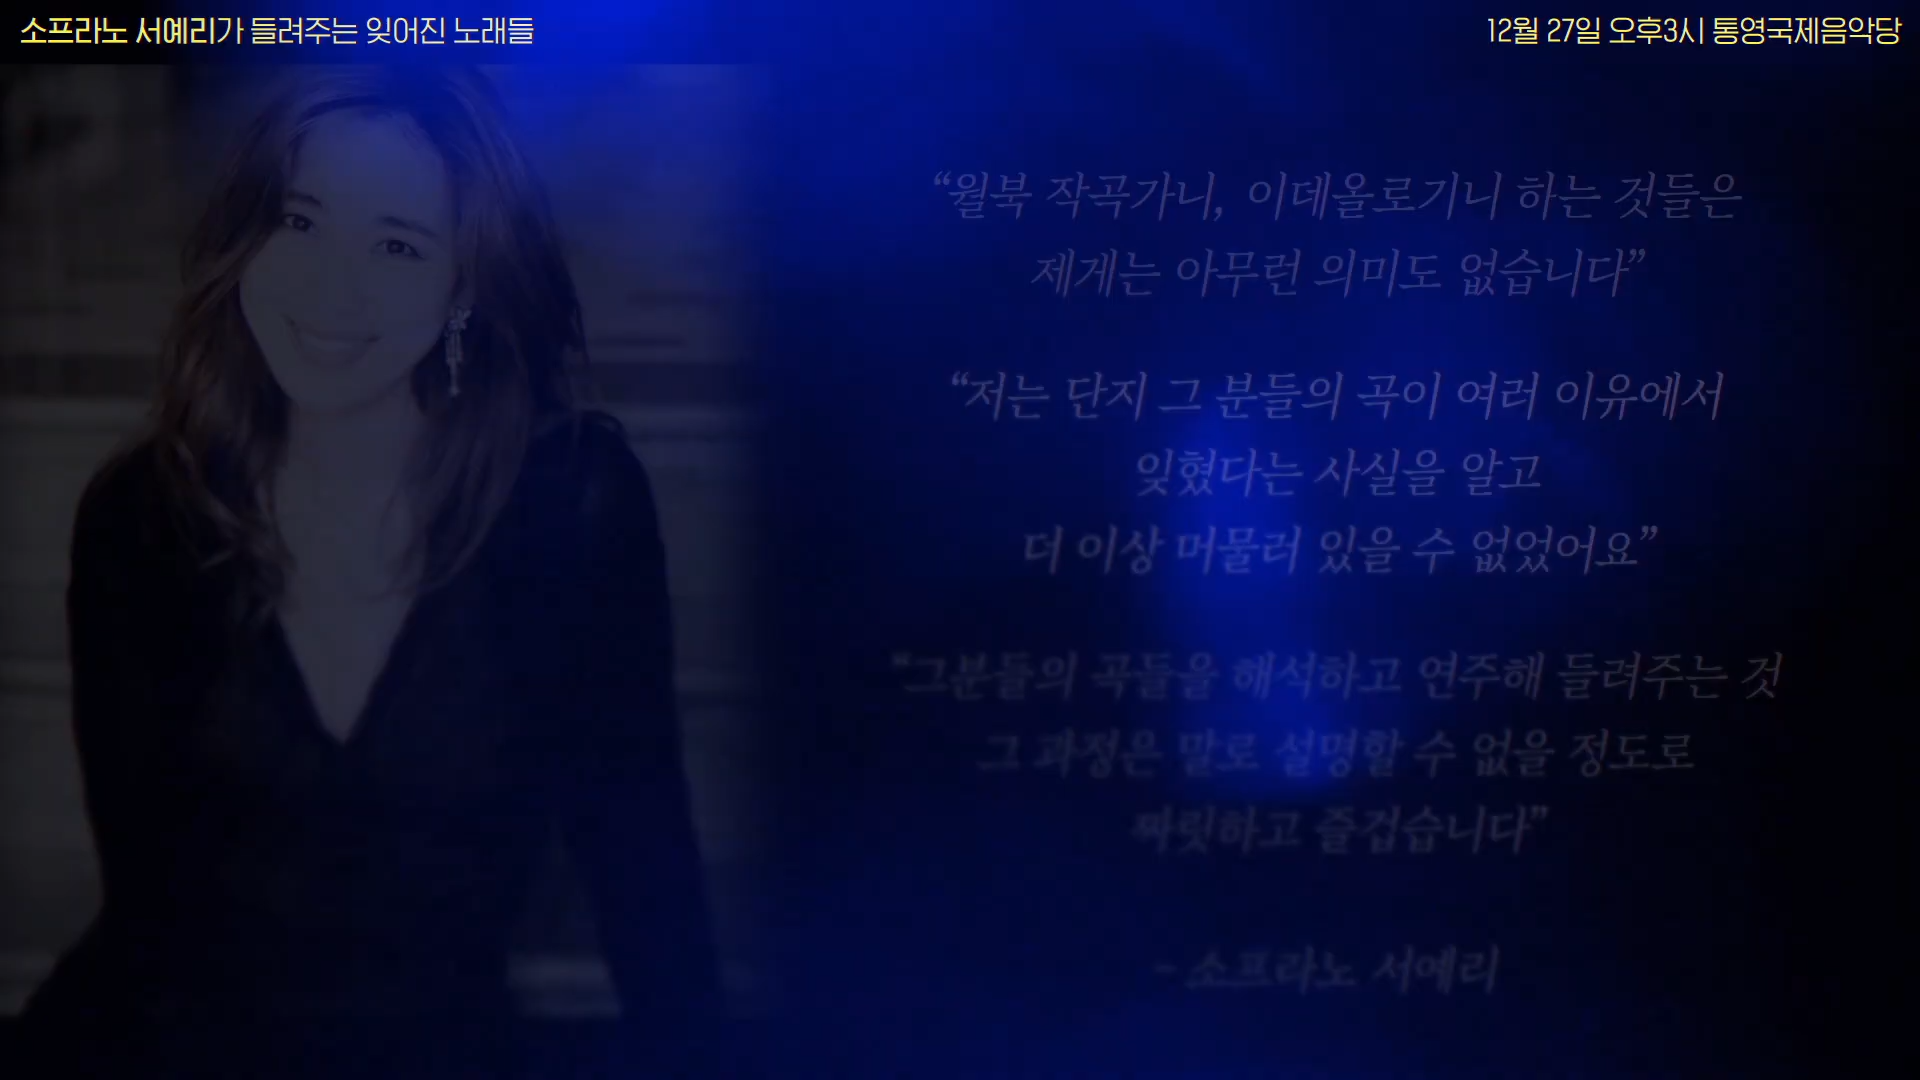 소프라노 서예리가 들려주는 잊어진 노래들
12월 27일 오후3시 통영국제음악당
“월북 작곡가니, 이데올로기니 하는 것들은
제게는 아무런 의미도 없습니다”
“저는 단지 그 분들의 곡이 여러 이유에서
잊혔다는 사실을 알고
더 이상 머물러 있을 수 없었어요”
“그분들의 곡들을 해석하고 연주해 들려주는 것
그 과정은 말로 설명할 수 없을 정도로
짜릿하고 즐겁습니다”
- 소프라노 서예리